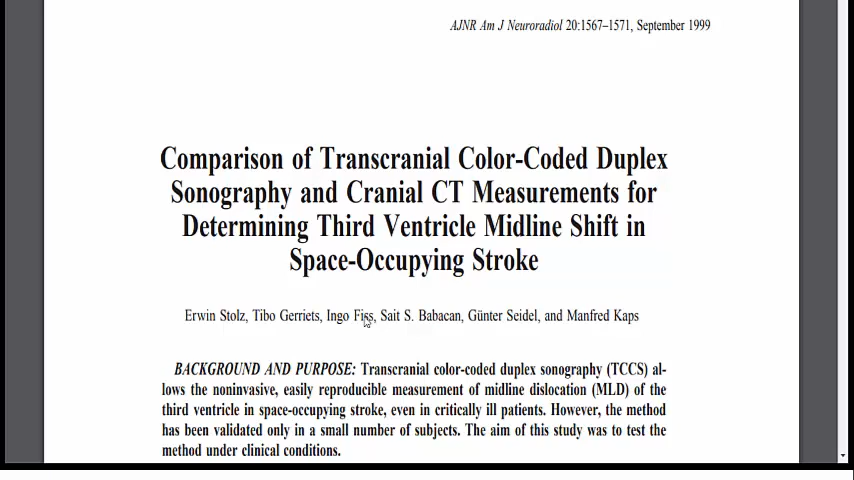 AJNR Am J Neuroradiol 20:1567–1571, September 1999
Comparison of Transcranial Color-Coded Duplex
Sonography and Cranial CT Measurements for
Determining Third Ventricle Midline Shift in
Space-Occupying Stroke
Erwin Stolz, Tibo Gerriets, Ingo Fiss, Sait S. Babacan, Günter Seidel, and Manfred Kaps
BACKGROUND AND PURPOSE: Transcranial color-coded duplex sonography (TCCS) al-
lows the noninvasive, easily reproducible measurement of midline dislocation (MLD) of the
third ventricle in space-occupying stroke, even in critically ill patients. However, the method
has been validated only in a small number of subjects. The aim of this study was to test the
method under clinical conditions.